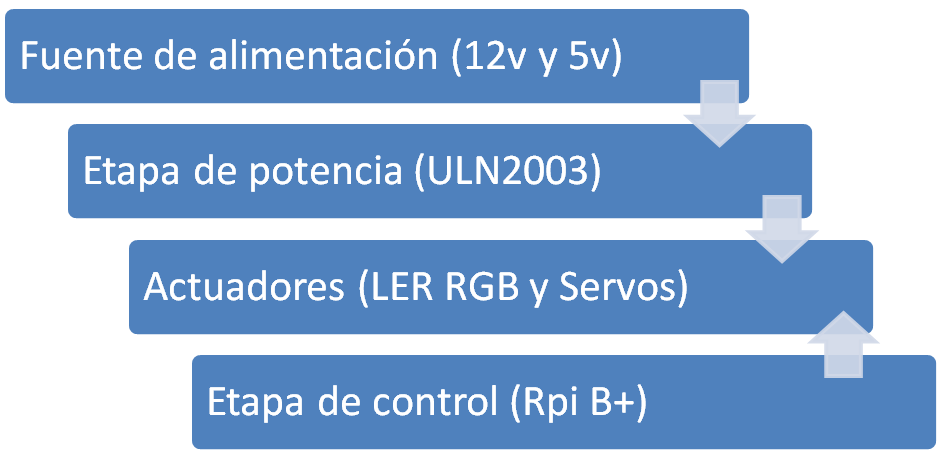 Fuente de alimentación (12v y 5v)
Etapa de potencia (ULN2003)
Actuadores (LER RGB y Servos)
Etapa de control (Rpi B+)